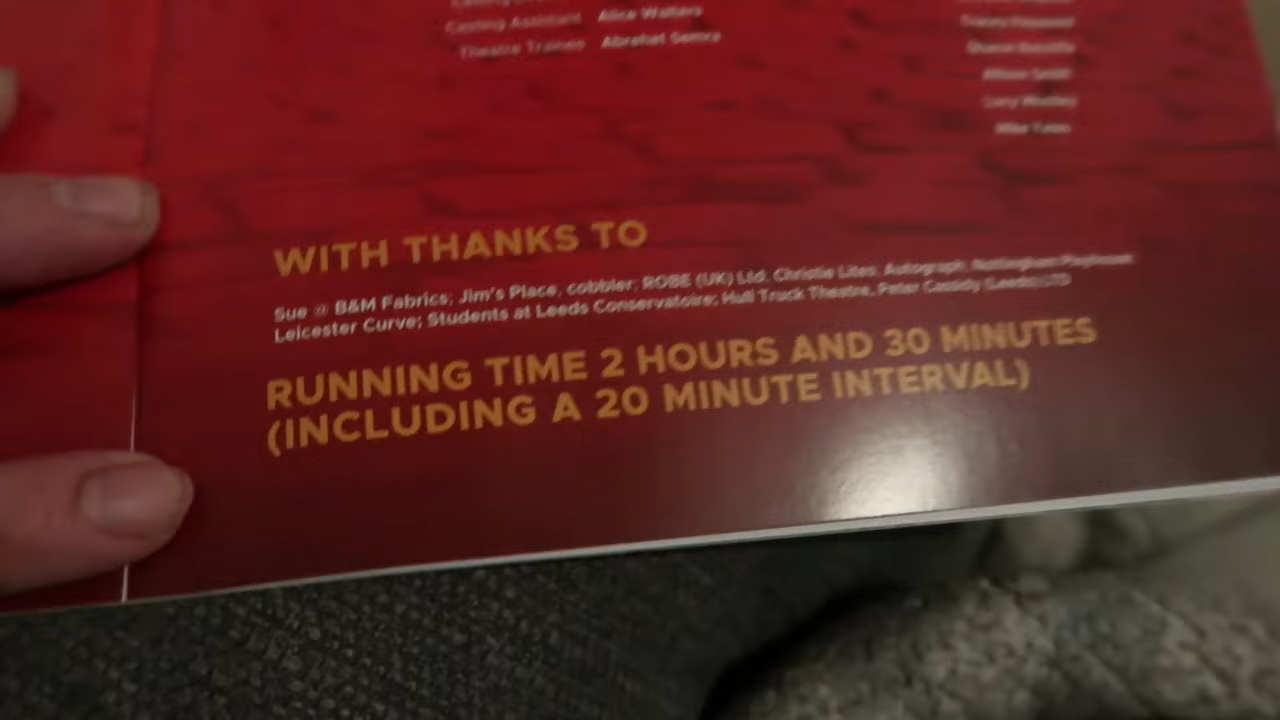 Casting Assistant Alice Walters
Theatre Trainee Abrehet
WITH THANKS TO
Sue @ B&M Fabrics; Jim's Place, cobbler; ROBE (UK) Ltd, Christie Lites, Autograph, Nottingham Playhouse
Leicester Curve; Students at Leeds Conservatoire; Hull Truck Theatre, Peter Cassidy (Leeds) LTD
RUNNING TIME 2 HOURS AND 30 MINUTES
(INCLUDING A 20 MINUTE INTERVAL)